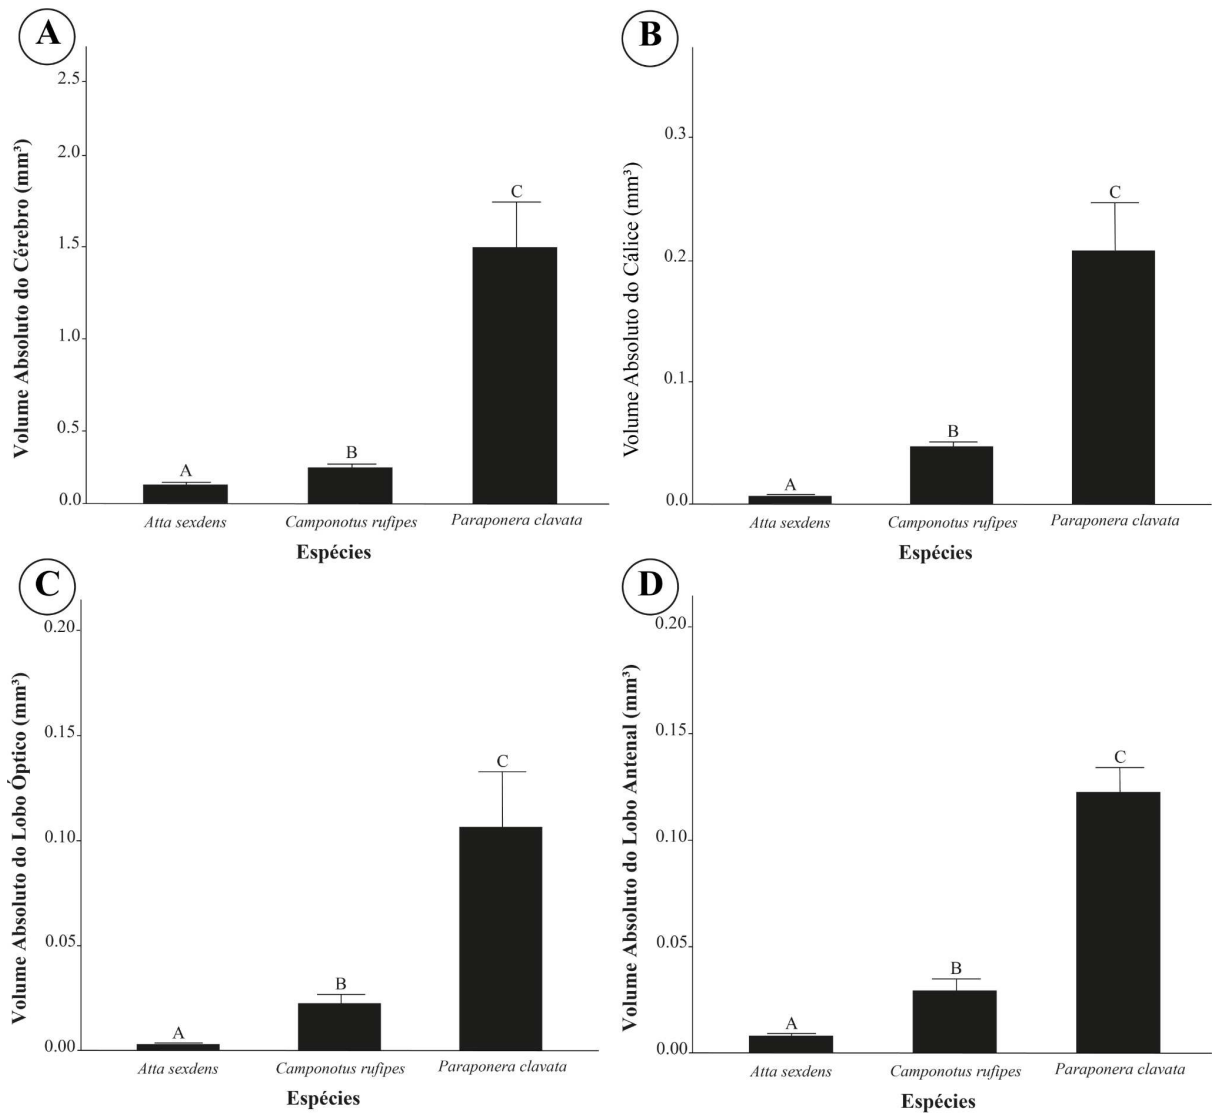 A
Volume Absoluto do Cérebro (mm³)
2.5
2.0
1.5
1.0
0.5
0.0
A
B
C
Atta sexdens
Camponotus rufipes
Paraponera clavata
Espécies
B
Volume Absoluto do Cálice (mm³)
0.3
0.2
0.1
0.0
A
B
C
Atta sexdens
Camponotus rufipes
Paraponera clavata
Espécies
C
Volume Absoluto do Lobo Óptico (mm³)
0.20
0.15
0.10
0.05
0.00
A
B
C
Atta sexdens
Camponotus rufipes
Paraponera clavata
Espécies
D
Volume Absoluto do Lobo Antenal (mm³)
0.20
0.15
0.10
0.05
0.00
A
B
C
Atta sexdens
Camponotus rufipes
Paraponera clavata
Espécies